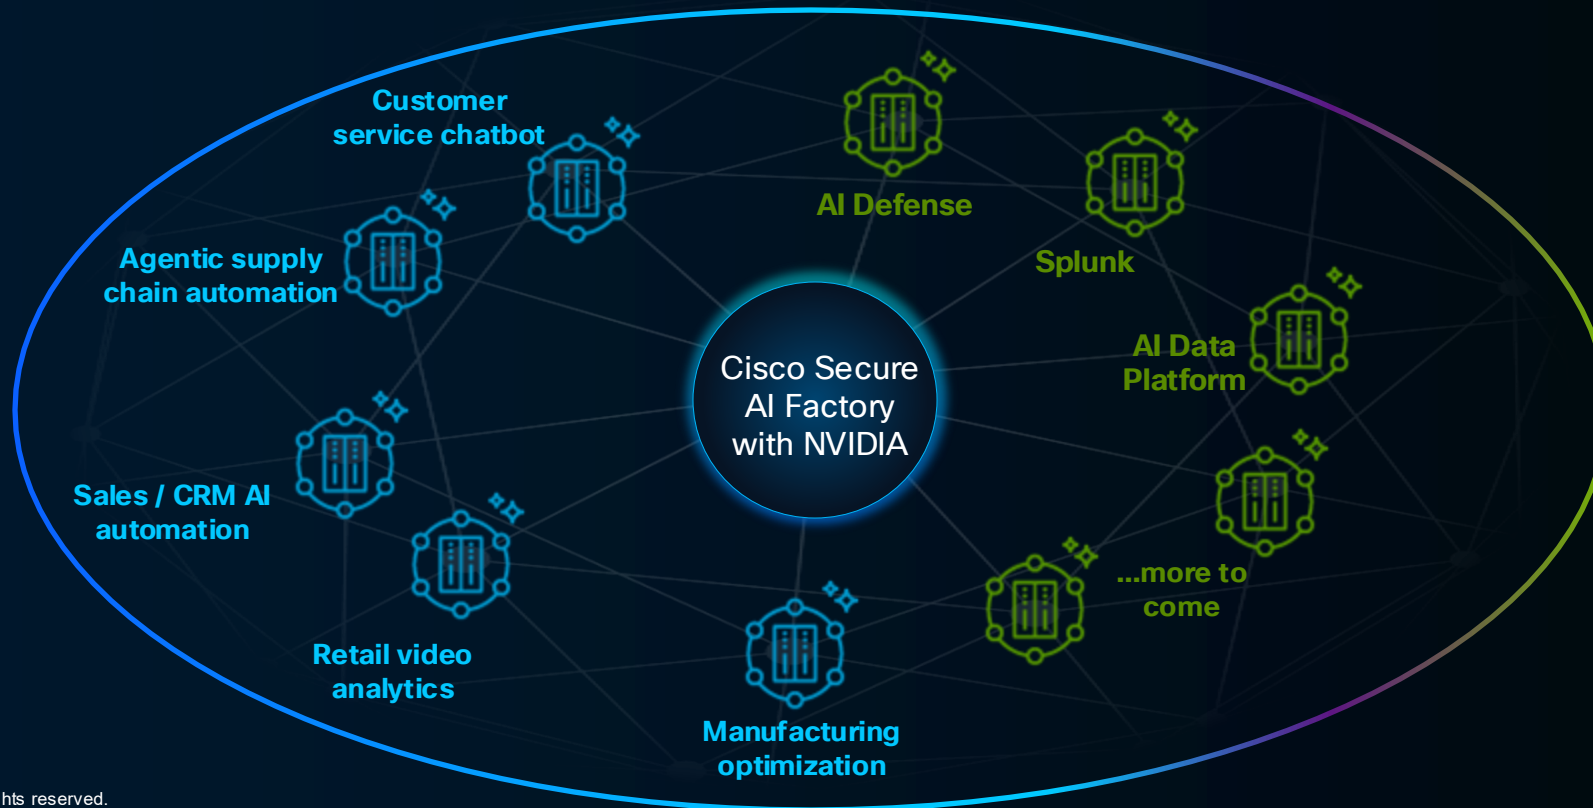 Customer
service chatbot
AI Defense
Splunk
Agentic supply
chain automation
AI Data
Platform
Cisco Secure
AI Factory
with NVIDIA
Sales / CRM AI
automation
...more to
come
Retail video
analytics
Manufacturing
optimization
hts reserved.